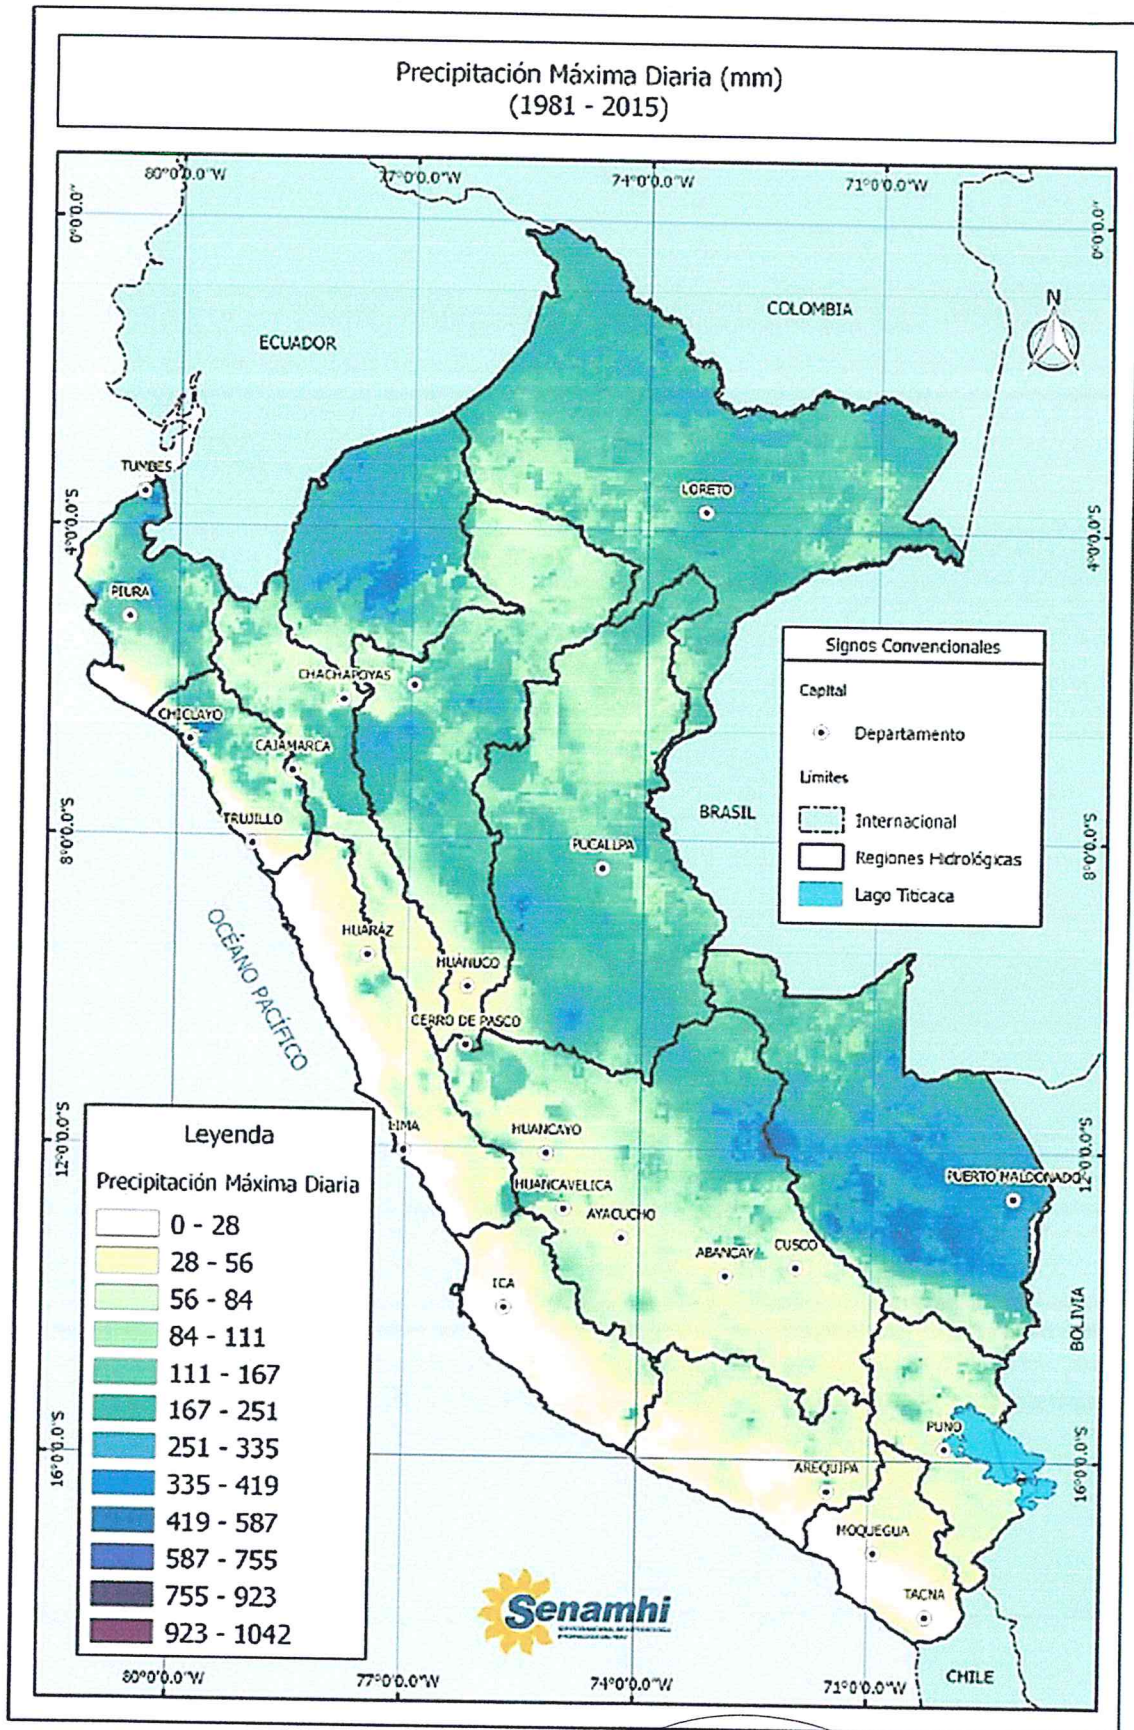 Precipitación Máxima Diaria (mm)
(1981 - 2015)
80°0'0.0"W
77°0'0.0"W
74°0'0.0"W
71°0'0.0"W
0°0'0.0"
0°0'0.0"
COLOMBIA
N
ECUADOR
TUMBES
LORETO
4°0'0.0"S
4°0'0.0"S
PIURA
Signos Convencionales
CHACHAPOYAS
Capital
CHICLAYO
Departamento
CAJAMARCA
Límites
BRASIL
Internacional
TRUJILLO
8°0'0.0"S
8°0'0.0"S
PUCALLPA
Regiones Hidrológicas
Lago Titicaca
OCÉANO PACÍFICO
HUARÁZ
HUÁNUCO
CERRO DE PASCO
Leyenda
LIMA
HUANCAYO
12°0'0.0"S
12°0'0.0"S
Precipitación Máxima Diaria
HUANCAVELICA
PUERTO MALDONADO
AYACUCHO
0 - 28
28 - 56
56 - 84
84 - 111
111 - 167
167 - 251
251 - 335
335 - 419
419 - 587
587 - 755
755 - 923
923 - 1042
ABANCAY
CUSCO
ICA
BOLIVIA
PUNO
16°0'0.0"S
16°0'0.0"S
AREQUIPA
MOQUEGUA
TACNA
Senamhi
CHILE
80°0'0.0"W
77°0'0.0"W
74°0'0.0"W
71°0'0.0"W